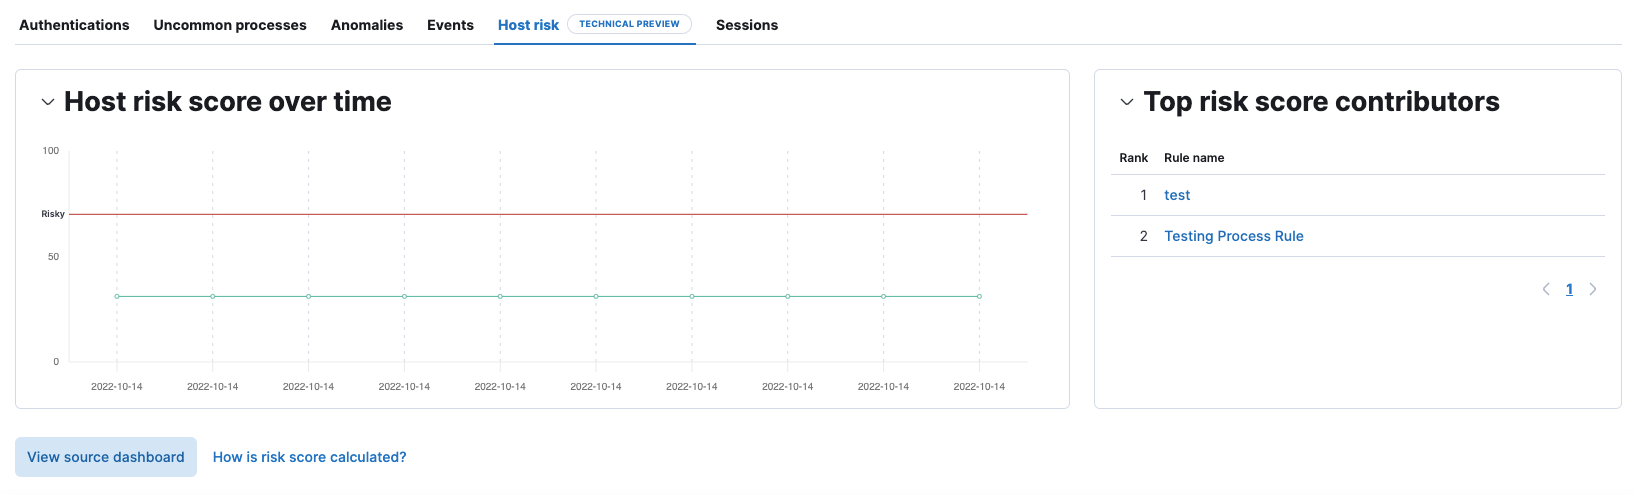 Authentications Uncommon processes Anomalies Events Host risk TECHNICAL PREVIEW Sessions
Host risk score over time
100
Risky
50
0
2022-10-14 2022-10-14 2022-10-14 2022-10-14 2022-10-14 2022-10-14 2022-10-14 2022-10-14 2022-10-14 2022-10-14
Top risk score contributors
Rank Rule name
1 test
2 Testing Process Rule
1
View source dashboard How is risk score calculated?